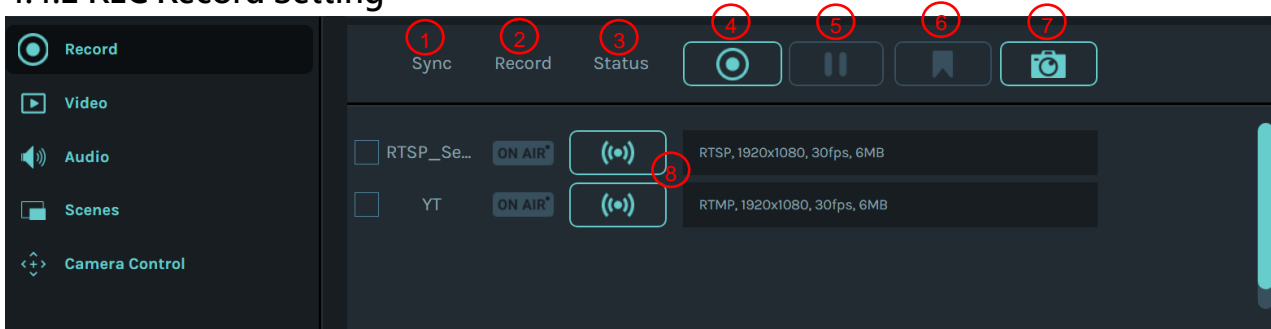 4.4.2 REC Record Setting
Record
Video
Audio
Scenes
Camera Control
1 2 3 4 5 6 7
Sync Record Status
RTSP_Se... ON AIR RTSP, 1920x1080, 30fps, 6MB
8
YT ON AIR RTMP, 1920x1080, 30fps, 6MB